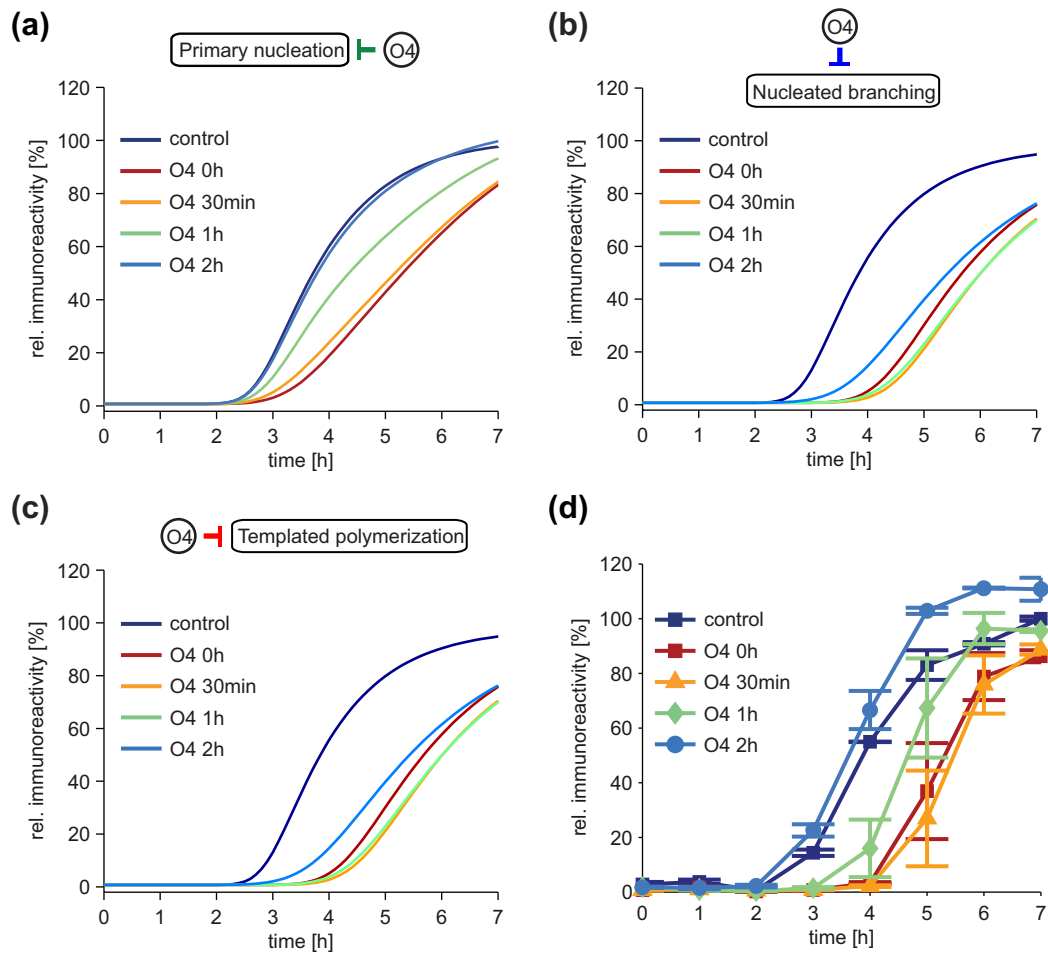 (a)
Primary nucleation
O4
rel. immunoreactivity [%]
120
100
80
60
40
20
0
control
O4 0h
O4 30min
O4 1h
O4 2h
0 1 2 3 4 5 6 7
time [h]
(b)
O4
Nucleated branching
rel. immunoreactivity [%]
120
100
80
60
40
20
0
control
O4 0h
O4 30min
O4 1h
O4 2h
0 1 2 3 4 5 6 7
time [h]
(c)
O4
Templated polymerization
rel. immunoreactivity [%]
120
100
80
60
40
20
0
control
O4 0h
O4 30min
O4 1h
O4 2h
0 1 2 3 4 5 6 7
time [h]
(d)
rel. immunoreactivity [%]
120
100
80
60
40
20
0
control
O4 0h
O4 30min
O4 1h
O4 2h
0 1 2 3 4 5 6 7
time [h]